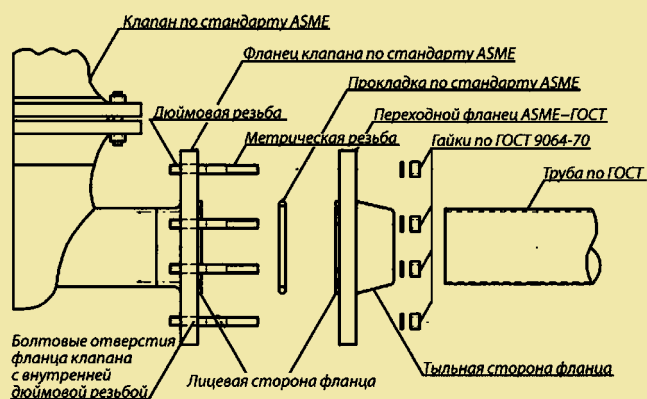 Клапан по стандарту ASME
Фланец клапана по стандарту ASME
Прокладка по стандарту ASME
Дюймовая резьба
Переходной фланец ASME–ГОСТ
Метрическая резьба
Гайки по ГОСТ 9064-70
Труба по ГОСТ
Болтовые отверстия
фланца клапана
с внутренней
дюймовой резьбой
Лицевая сторона фланца
Тыльная сторона фланца